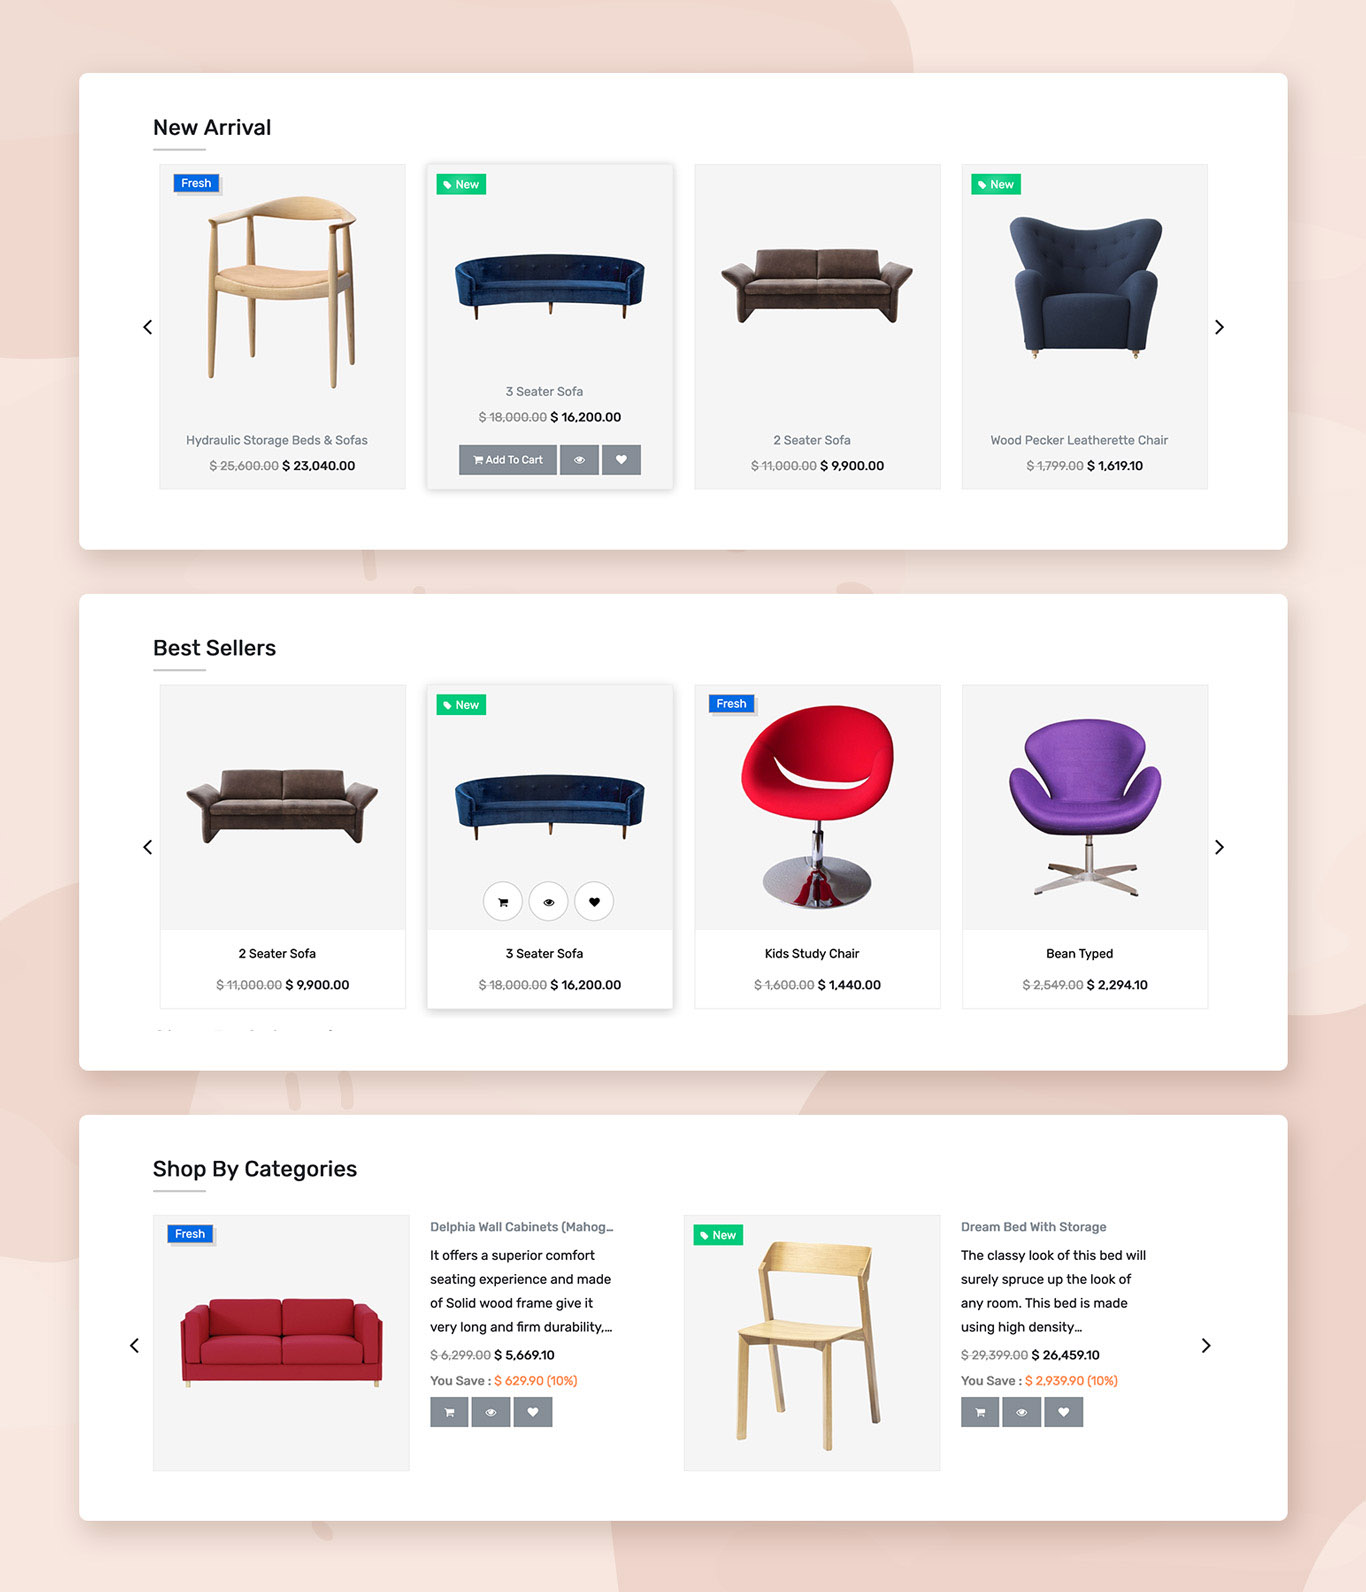 New Arrival
Fresh
New
New
Hydraulic Storage Beds & Sofas
$ 25,600.00 $ 23,040.00
3 Seater Sofa
$ 18,000.00 $ 16,200.00
Add To Cart
2 Seater Sofa
$ 11,000.00 $ 9,900.00
Wood Pecker Leatherette Chair
$ 1,799.00 $ 1,619.10
Best Sellers
New
Fresh
2 Seater Sofa
$ 11,000.00 $ 9,900.00
3 Seater Sofa
$ 18,000.00 $ 16,200.00
Kids Study Chair
$ 1,600.00 $ 1,440.00
Bean Typed
$ 2,549.00 $ 2,294.10
Shop By Categories
Fresh
Delphia Wall Cabinets (Mahog...
It offers a superior comfort
seating experience and made
of Solid wood frame give it
very long and firm durability,...
$ 6,299.00 $ 5,669.10
You Save : $ 629.90 (10%)
New
Dream Bed With Storage
The classy look of this bed will
surely spruce up the look of
any room. This bed is made
using high density...
$ 29,399.00 $ 26,459.10
You Save : $ 2,939.90 (10%)